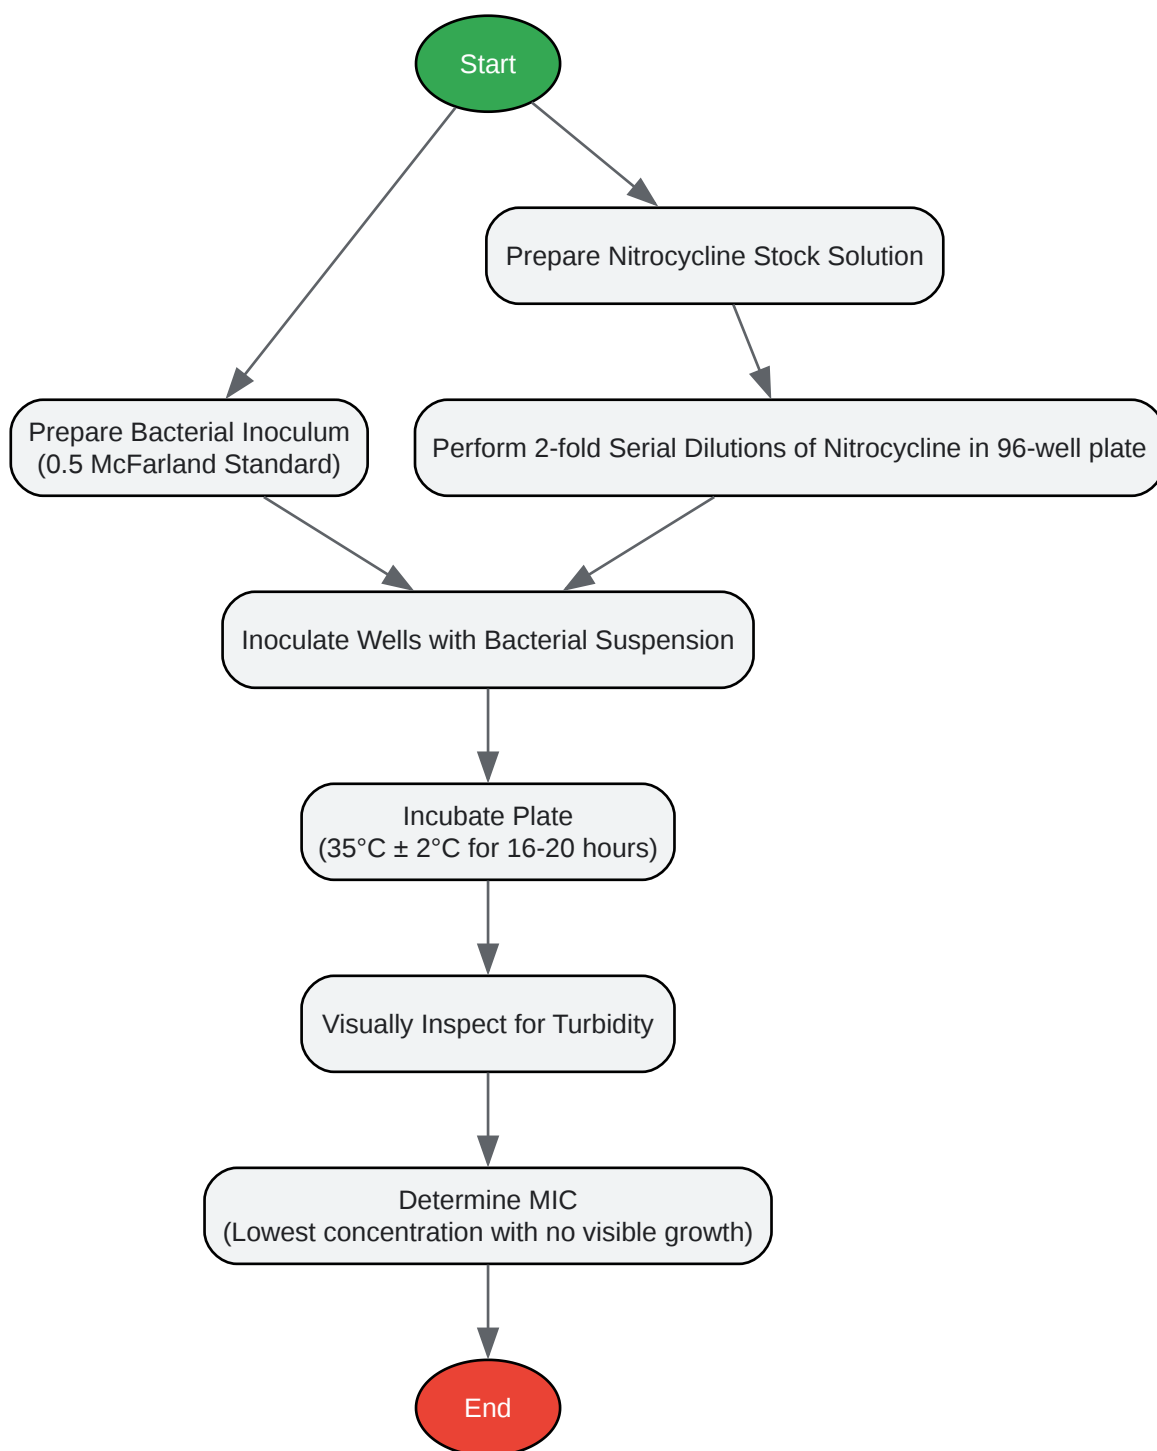 Start
Prepare Nitrocycline Stock Solution
Prepare Bacterial Inoculum
(0.5 McFarland Standard)
Perform 2-fold Serial Dilutions of Nitrocycline in 96-well plate
Inoculate Wells with Bacterial Suspension
Incubate Plate
(35°C ± 2°C for 16-20 hours)
Visually Inspect for Turbidity
Determine MIC
(Lowest concentration with no visible growth)
End